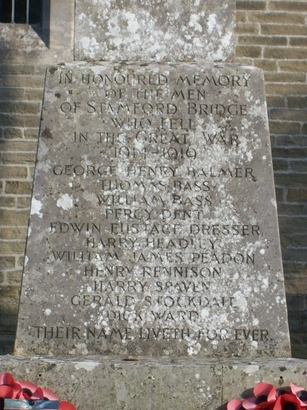 IN HONOURED MEMORY
OF THE MEN
OF STAMFORD BRIDGE
WHO FELL
IN THE GREAT WAR
1914-1919
GEORGE HENRY BALMER
THOMAS BASS
WILLIAM BASS
PERCY DENT
EDWIN EUSTACE DRESSER
HARRY HEADLEY
WILLIAM JAMES PEADON
HENRY RENNISON
HARRY SPAVEN
GERALD STOCKDALE
DICK WARD
THEIR NAME LIVETH FOR EVER